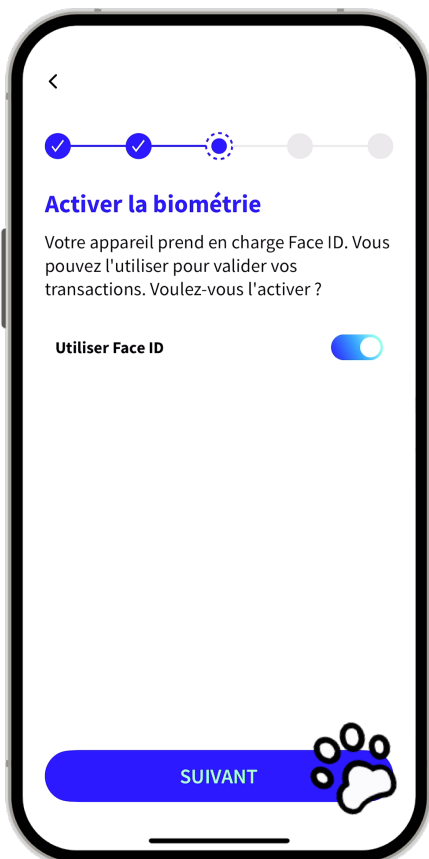 Activer la biométrie
Votre appareil prend en charge Face ID. Vous
pouvez l'utiliser pour valider vos
transactions. Voulez-vous l'activer ?
Utiliser Face ID
SUIVANT